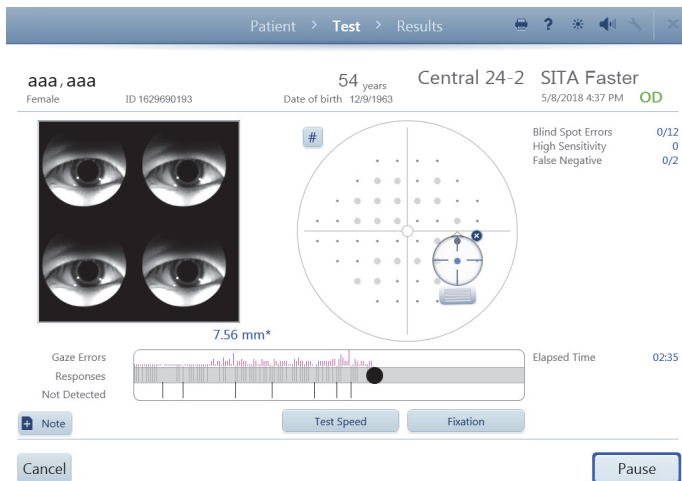 Patient > Test > Results ?
aaa, aaa
Female ID 1629690193
54 years
Date of birth 12/9/1963
Central 24-2 SITA Faster
5/8/2018 4:37 PM OD
#
Blind Spot Errors 0/12
High Sensitivity 0
False Negative 0/2
7.56 mm*
Gaze Errors
Responses
Not Detected
Elapsed Time 02:35
Note
Test Speed
Fixation
Cancel
Pause